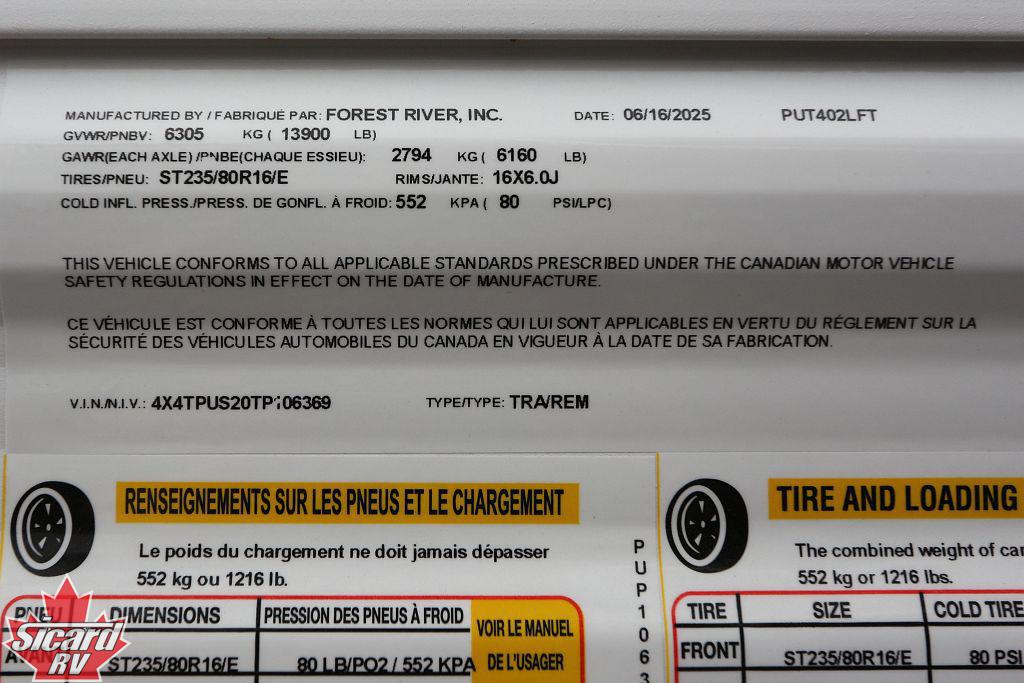 MANUFACTURED BY / FABRIQUÉ PAR: FOREST RIVER, INC. DATE: 06/16/2025 PUT402LFT
GVWR/PNBV: 6305 KG ( 13900 LB)
GAWR(EACH AXLE) /PNBE(CHAQUE ESSIEU): 2794 KG ( 6160 LB)
TIRES/PNEU: ST235/80R16/E RIMS/JANTE: 16X6.0J
COLD INFL. PRESS./PRESS. DE GONFL. À FROID: 552 KPA ( 80 PSI/LPC)
THIS VEHICLE CONFORMS TO ALL APPLICABLE STANDARDS PRESCRIBED UNDER THE CANADIAN MOTOR VEHICLE
SAFETY REGULATIONS IN EFFECT ON THE DATE OF MANUFACTURE.
CE VÉHICULE EST CONFORME À TOUTES LES NORMES QUI LUI SONT APPLICABLES EN VERTU DU RÉGLEMENT SUR LA
SÉCURITÉ DES VÉHICULES AUTOMOBILES DU CANADA EN VIGUEUR À LA DATE DE SA FABRICATION.
V.I.N./N.I.V.: 4X4TPUS20TP106369 TYPE/TYPE: TRA/REM
RENSEIGNEMENTS SUR LES PNEUS ET LE CHARGEMENT
Le poids du chargement ne doit jamais dépasser
552 kg ou 1216 lb.
PNEU DIMENSIONS PRESSION DES PNEUS À FROID
VOIR LE MANUEL
DE L'USAGER
ST235/80R16/E 80 LB/PO2 / 552 KPA
PUP1063
TIRE AND LOADING
The combined weight of
552 kg or 1216 lbs.
TIRE SIZE COLD TIRE
FRONT ST235/80R16/E 80 PSI
Sicard
RV